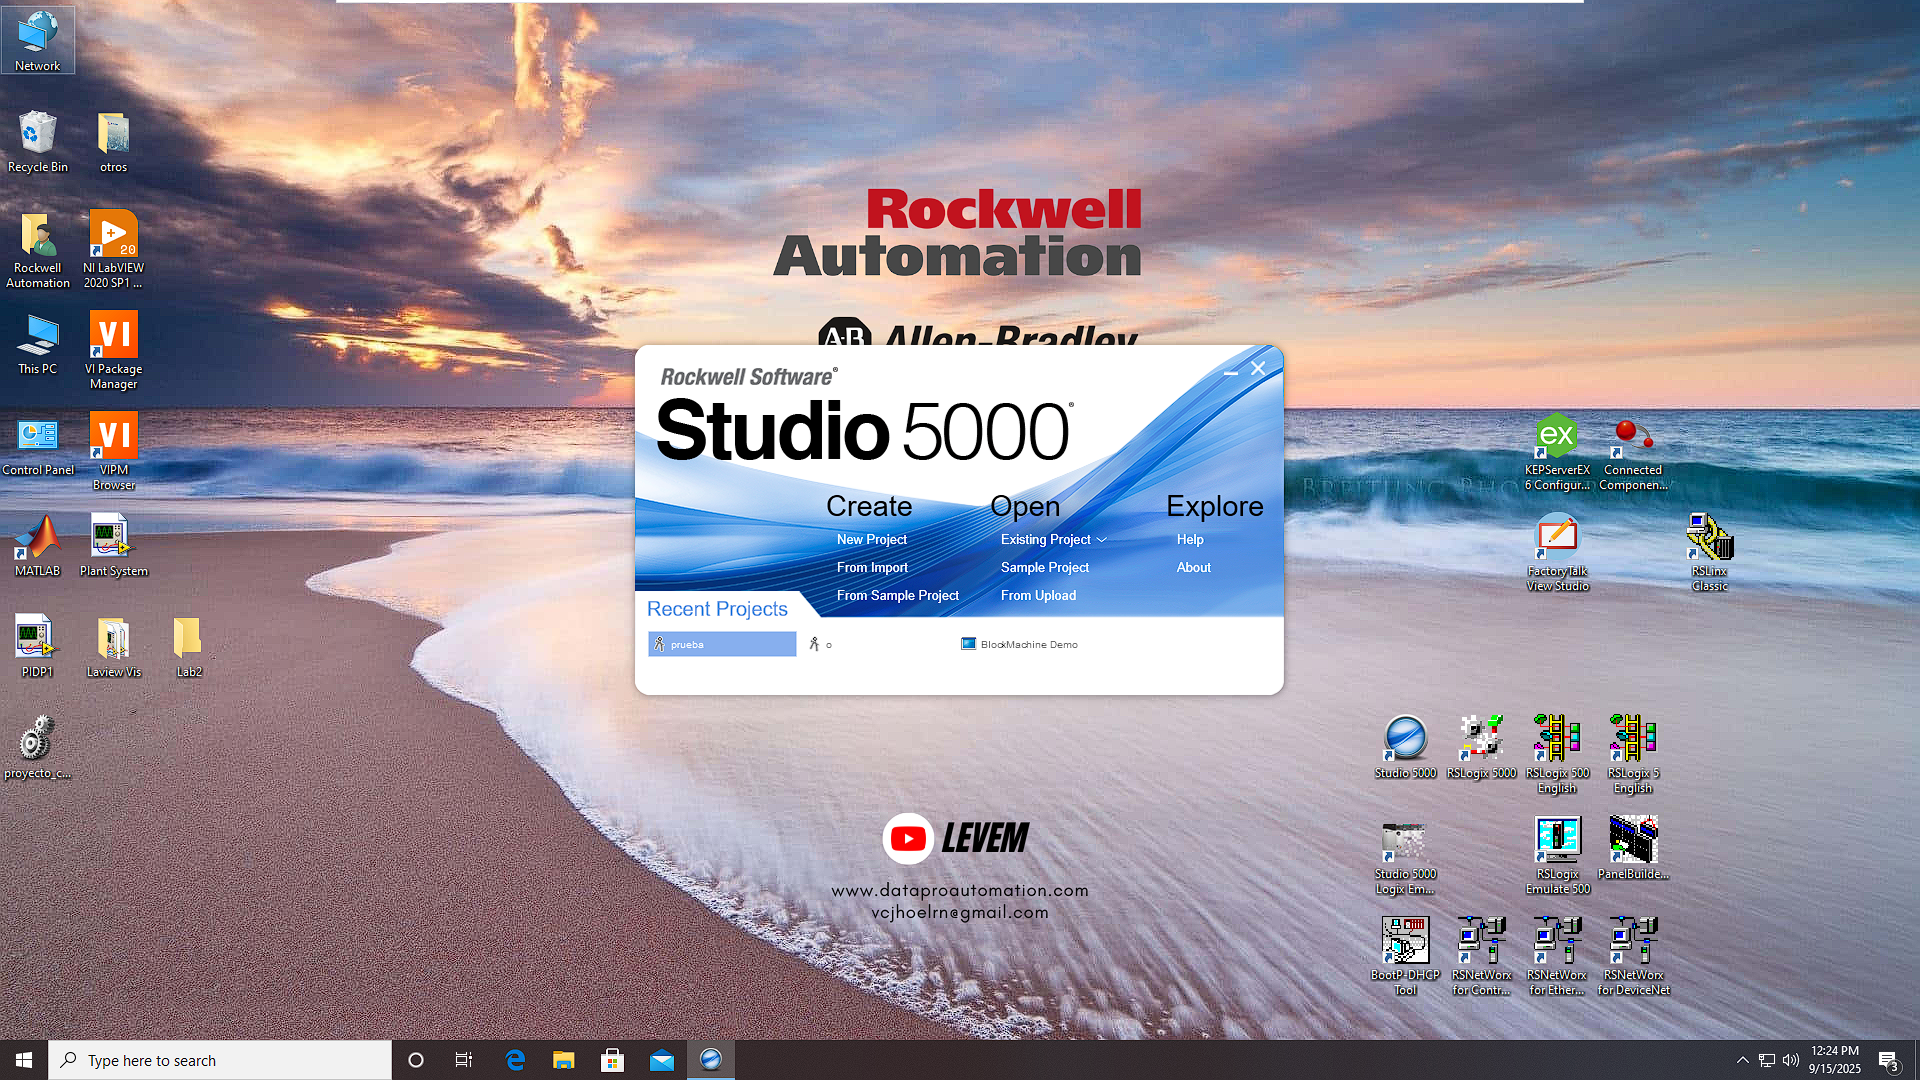 Network
Recycle Bin
otros
Rockwell Automation
NI LabVIEW 2020 SP1 ...
20
This PC
VI
VI Package Manager
Control Panel
VI
VIPM Browser
MATLAB
Plant System
PIDP1
Laview Vis
Lab2
proyecto_c...
Rockwell
Automation
A-B Allen-Bradley
Rockwell Software®
Studio 5000®
Create
Open
Explore
New Project
Existing Project
Help
From Import
Sample Project
About
From Sample Project
From Upload
Recent Projects
prueba
o
BlockMachine Demo
LEVEM
www.dataproautomation.com
vcjhoelrn@gmail.com
ex
KEPServerEX 6 Configur...
Connected Componen...
FactoryTalk View Studio
RSLinx Classic
Studio 5000
RSLogix 5000
RSLogix 500 English
RSLogix 5 English
Studio 5000 Logix Em...
RSLogix Emulate 500
PanelBuilde...
BootP-DHCP Tool
RSNetWorx for Contr...
RSNetWorx for Ether...
RSNetWorx for DeviceNet
Type here to search
12:24 PM
9/15/2025
3